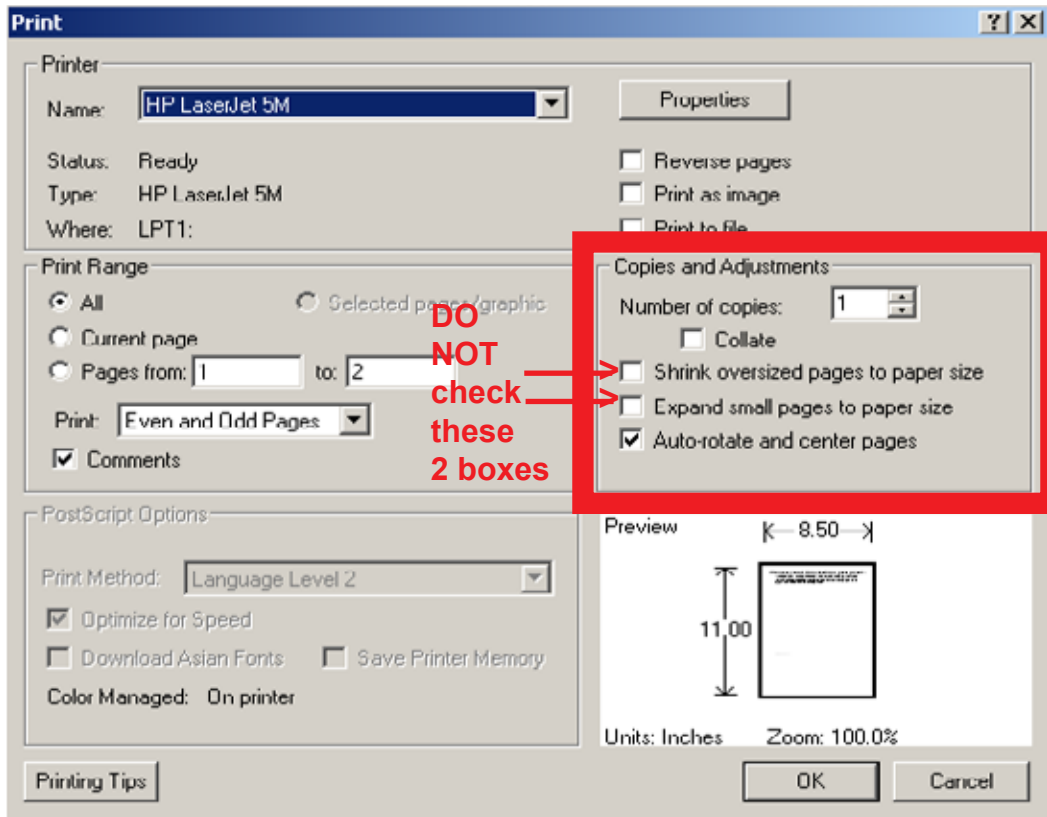 Print
Printer
Name: HP LaserJet 5M
Properties
Status: Ready
Type: HP LaserJet 5M
Where: LPT1:
Reverse pages
Print as image
Print to file
Print Range
All
Selected pages/graphic
Current page
Pages from: 1 to: 2
Print: Even and Odd Pages
Comments
DO
NOT
check
these
2 boxes
Copies and Adjustments
Number of copies: 1
Collate
Shrink oversized pages to paper size
Expand small pages to paper size
Auto-rotate and center pages
PostScript Options
Print Method: Language Level 2
Optimize for Speed
Download Asian Fonts
Save Printer Memory
Color Managed: On printer
Preview
8.50
11.00
Units: Inches Zoom: 100.0%
Printing Tips
OK
Cancel